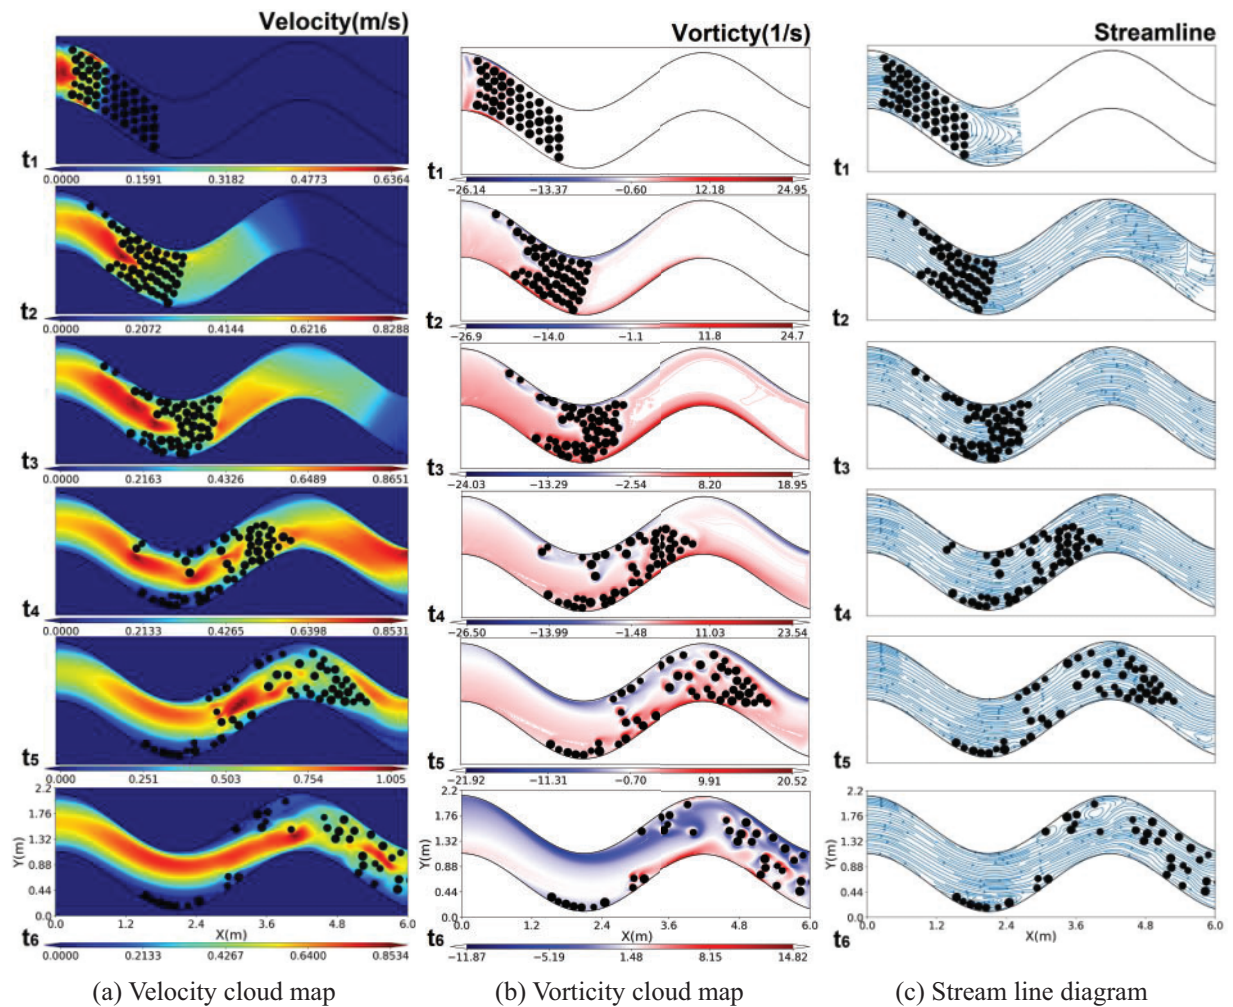 Velocity(m/s)
Vorticty(1/s)
Streamline
t1
t1
t1
0.0000 0.1591 0.3182 0.4773 0.6364
−26.14 −13.37 −0.60 12.18 24.95
t2
t2
t2
0.0000 0.2072 0.4144 0.6216 0.8288
−26.9 −14.0 −1.1 11.8 24.7
t3
t3
t3
0.0000 0.2163 0.4326 0.6489 0.8651
−24.03 −13.29 −2.54 8.20 18.95
t4
t4
t4
0.0000 0.2133 0.4265 0.6398 0.8531
−26.50 −13.99 −1.48 11.03 23.54
t5
t5
t5
0.000 0.251 0.503 0.754 1.005
−21.92 −11.31 −0.70 9.91 20.52
2.2
1.76
1.32
0.88
0.44
0.0
Y(m)
0.0 1.2 2.4 3.6 4.8 6.0
X(m)
2.2
1.76
1.32
0.88
0.44
0.0
Y(m)
0.0 1.2 2.4 3.6 4.8 6.0
X(m)
2.2
1.76
1.32
0.88
0.44
0.0
Y(m)
0.0 1.2 2.4 3.6 4.8 6.0
X(m)
t6
t6
t6
0.0000 0.2133 0.4267 0.6400 0.8534
−11.87 −5.19 1.48 8.15 14.82
(a) Velocity cloud map
(b) Vorticity cloud map
(c) Stream line diagram